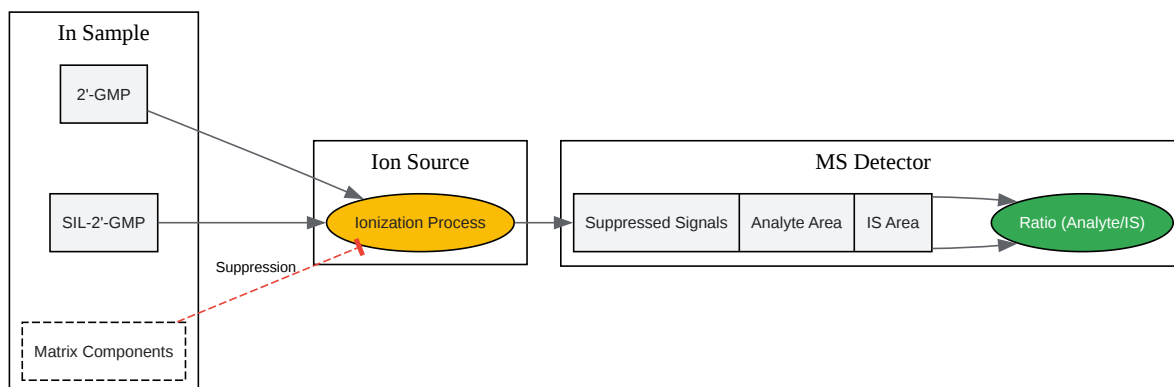 In Sample
2'-GMP
SIL-2'-GMP
Matrix Components
Suppression
Ion Source
Ionization Process
MS Detector
Suppressed Signals
Analyte Area
IS Area
Ratio (Analyte/IS)